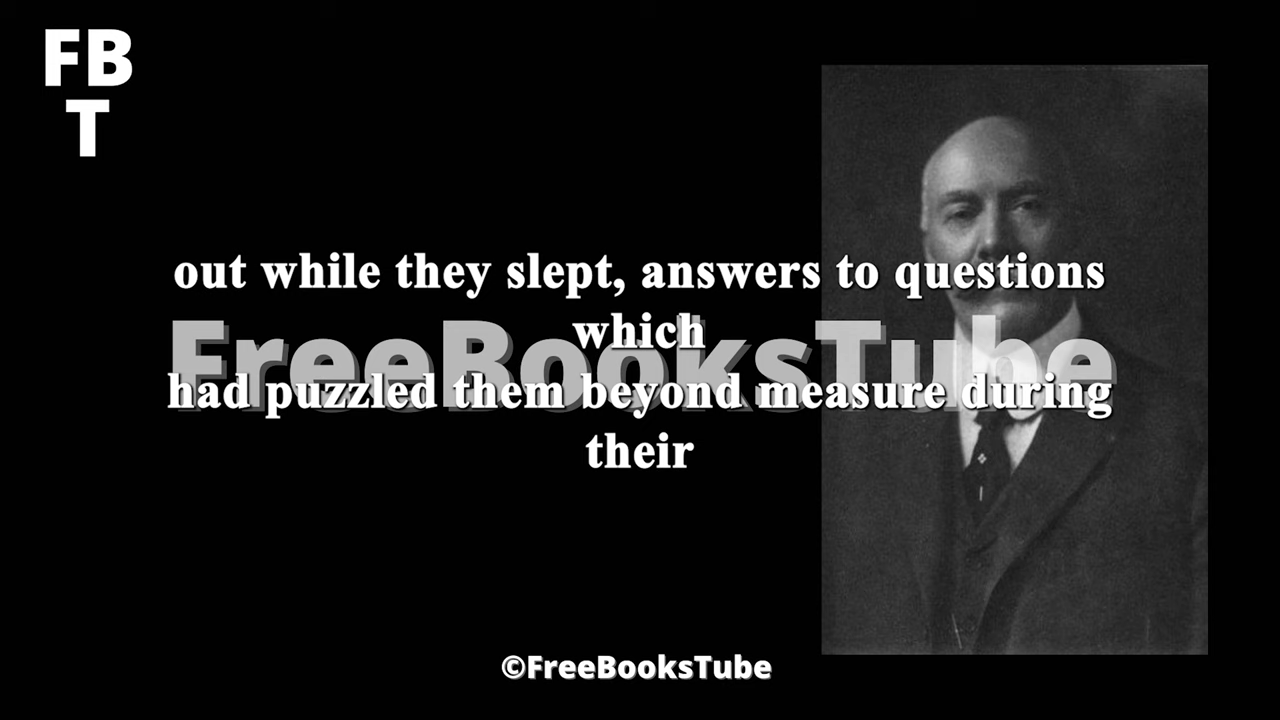 FB
T
out while they slept, answers to questions
which
FreeBooksTube
had puzzled them beyond measure during
their
©FreeBooksTube